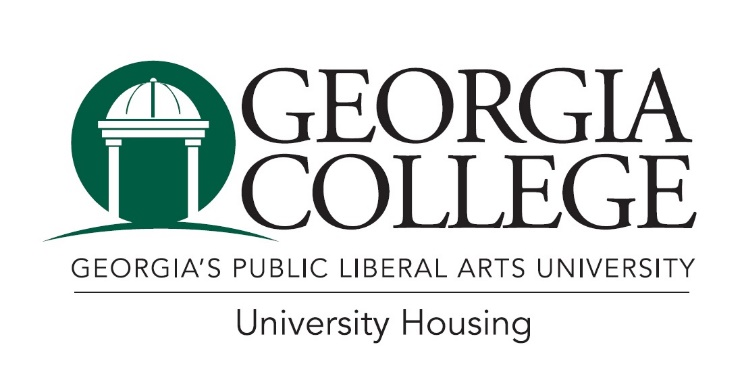 GEORGIA
COLLEGE
GEORGIA'S PUBLIC LIBERAL ARTS UNIVERSITY
University Housing